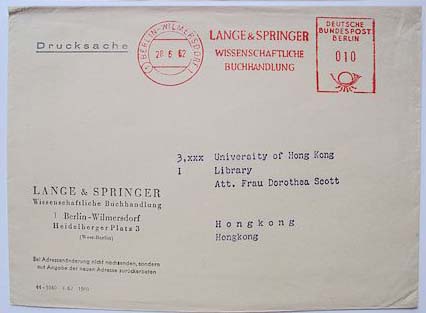 Drucksache
(1) BERLIN-WILMERSDORF 1
28.6.62
LANGE & SPRINGER
WISSENSCHAFTLICHE
BUCHHANDLUNG
DEUTSCHE
BUNDESPOST
BERLIN
010
3,xxx University of Hong Kong
1 Library
Att. Frau Dorothea Scott
Hongkong
Hongkong
LANGE & SPRINGER
Wissenschaftliche Buchhandlung
1 Berlin-Wilmersdorf
Heidelberger Platz 3
(West-Berlin)
Bei Adressenänderung nicht nachsenden, sondern
mit Angabe der neuen Adresse zurückerbeten